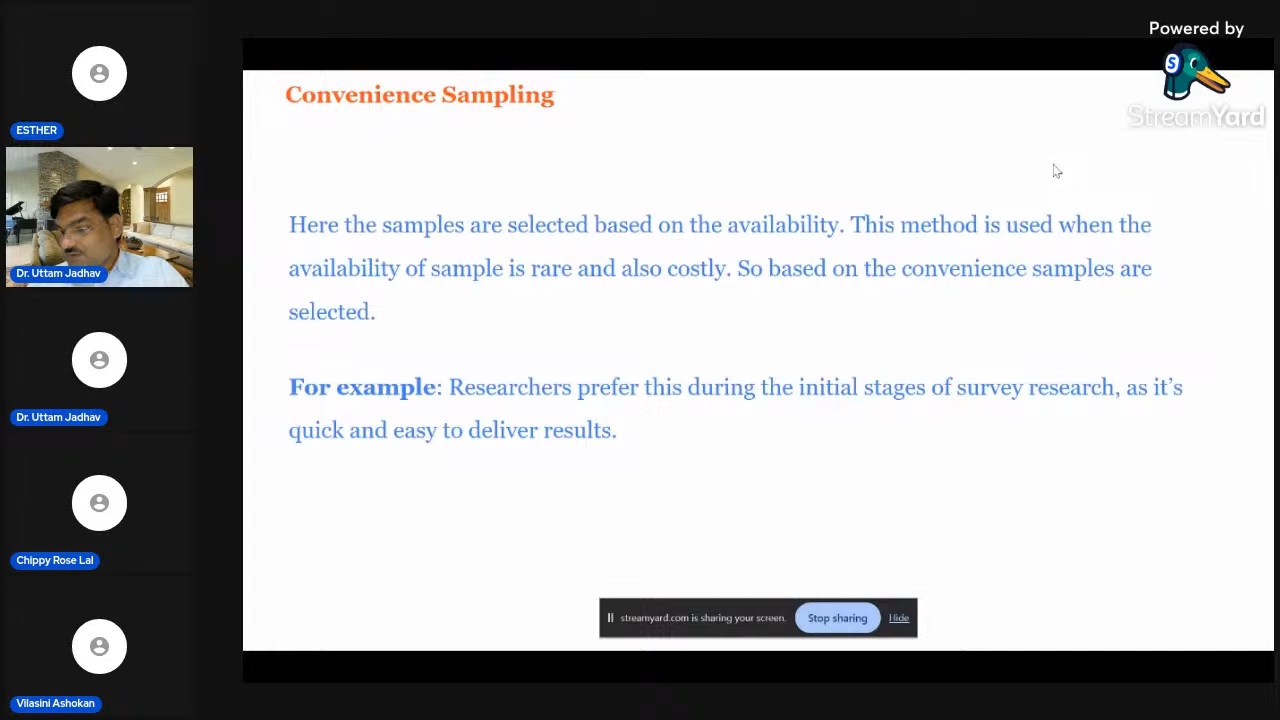 Powered by
StreamYard
ESTHER
Dr. Uttam Jadhav
Dr. Uttam Jadhav
Chippy Rose Lal
Vilasini Ashokan
Convenience Sampling
Here the samples are selected based on the availability. This method is used when the
availability of sample is rare and also costly. So based on the convenience samples are
selected.
For example: Researchers prefer this during the initial stages of survey research, as it’s
quick and easy to deliver results.
streamyard.com is sharing your screen. Stop sharing Hide